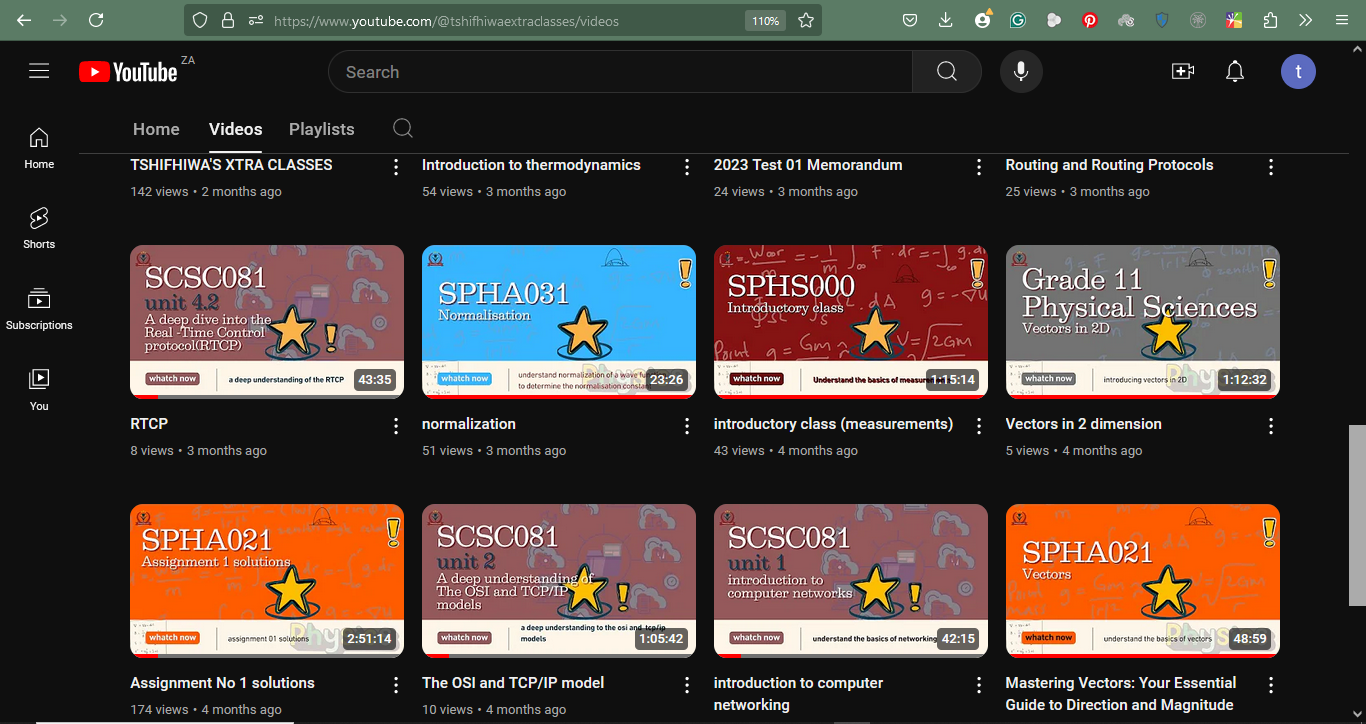 https://www.youtube.com/@tshifhiwaextraclasses/videos
110%
YouTube ZA
Search
t
Home
Videos
Playlists
Home
Shorts
Subscriptions
You
TSHIFHIWA'S XTRA CLASSES
142 views • 2 months ago
Introduction to thermodynamics
54 views • 3 months ago
2023 Test 01 Memorandum
24 views • 3 months ago
Routing and Routing Protocols
25 views • 3 months ago
SCSC081
unit 4.2
A deep dive into the
Real -Time Control
protocol(RTCP)
whatch now
a deep understanding of the RTCP
43:35
RTCP
8 views • 3 months ago
SPHA031
Normalisation
whatch now
understand normalization of a wave
to determine the normalisation constant
23:26
normalization
51 views • 3 months ago
SPHS000
Introductory class
whatch now
Understand the basics of
1:15:14
introductory class (measurements)
43 views • 4 months ago
Grade 11
Physical Sciences
Vectors in 2D
whatch now
introducing vectors in 2D
1:12:32
Vectors in 2 dimension
5 views • 4 months ago
SPHA021
Assignment 1 solutions
whatch now
assignment 01 solutions
2:51:14
Assignment No 1 solutions
174 views • 4 months ago
SCSC081
unit 2
A deep understanding of
The OSI and TCP/IP
models
whatch now
a deep understanding to the osi and tcp/ip
models
1:05:42
The OSI and TCP/IP model
10 views • 4 months ago
SCSC081
unit 1
introduction to
computer networks
whatch now
understand the basics of networking
42:15
introduction to computer
networking
SPHA021
Vectors
whatch now
understand the basics of vectors
48:59
Mastering Vectors: Your Essential
Guide to Direction and Magnitude